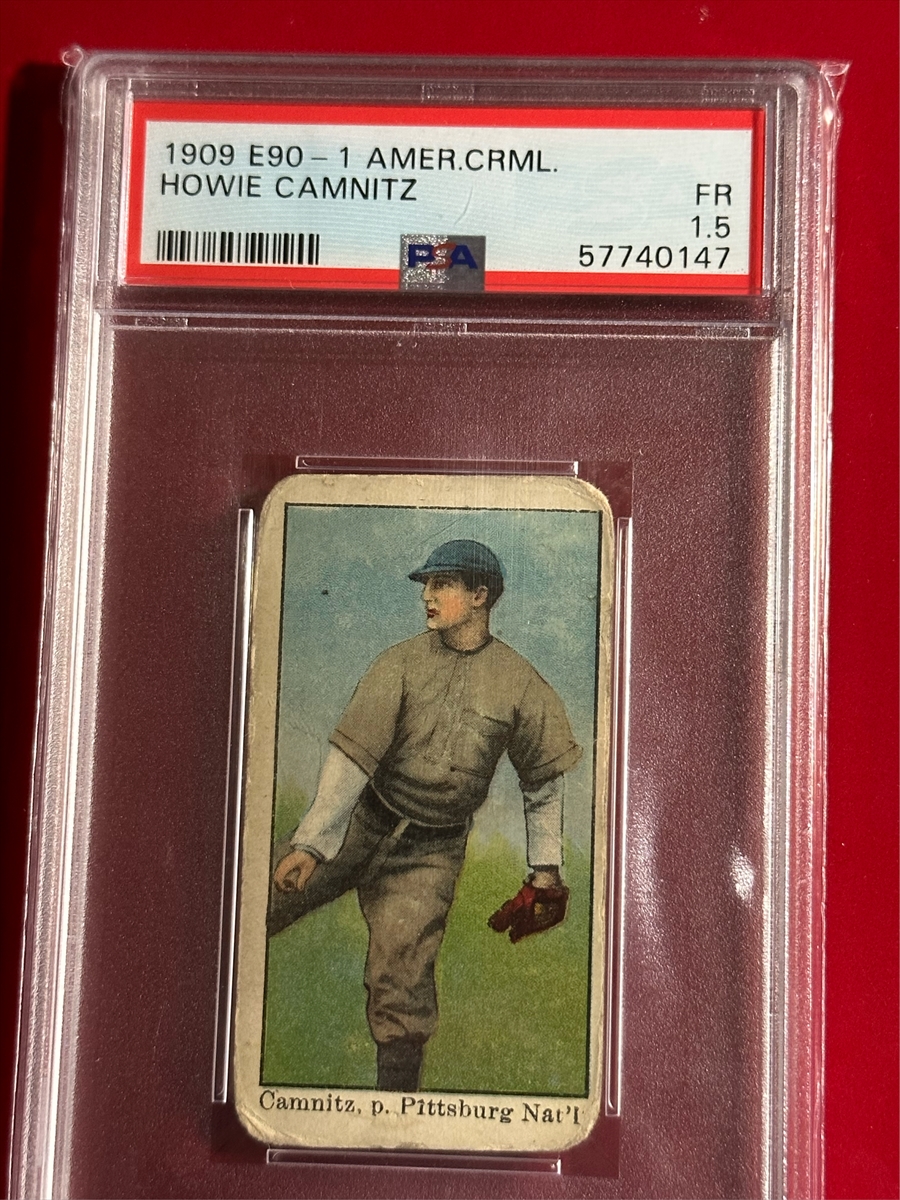 1909 E90 - 1 AMER.CRML.
HOWIE CAMNITZ
FR
1.5
PSA
57740147
Camnitz, p. Pittsburg Nat'l